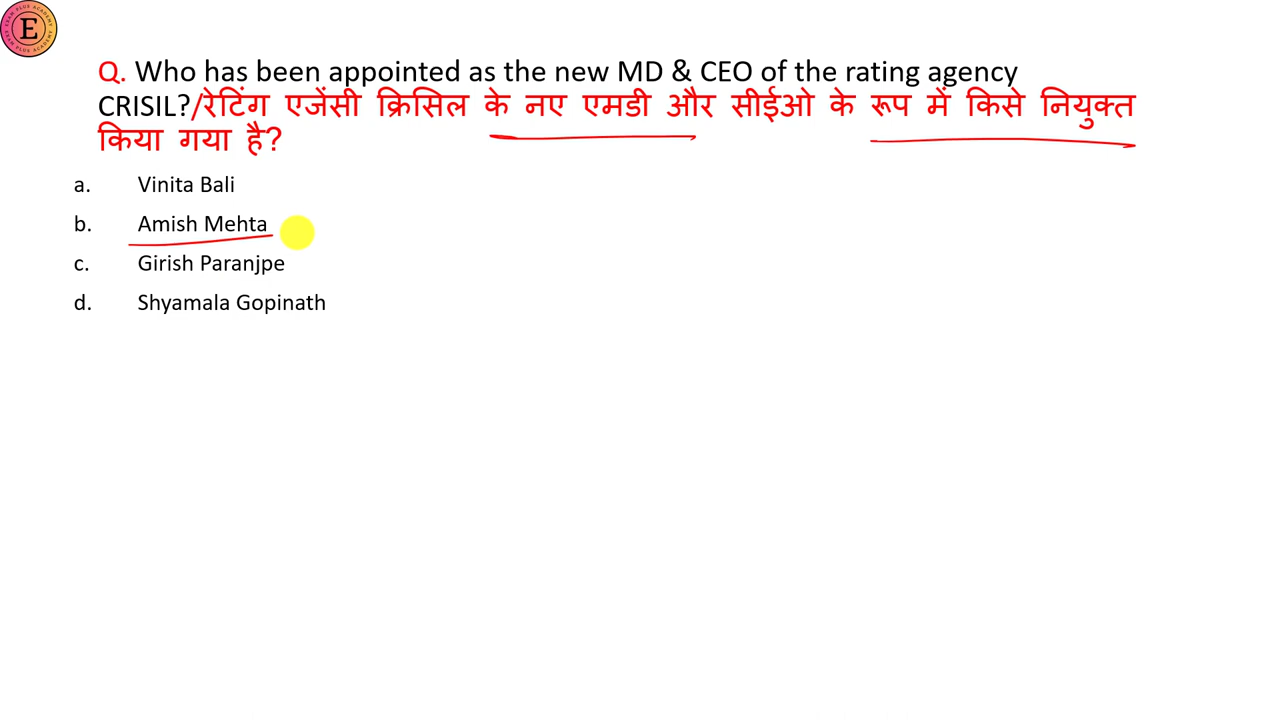 E
Q. Who has been appointed as the new MD & CEO of the rating agency
CRISIL?/रेटिंग एजेंसी क्रिसिल के नए एमडी और सीईओ के रूप में किसे नियुक्त
किया गया है?
a. Vinita Bali
b. Amish Mehta
c. Girish Paranjpe
d. Shyamala Gopinath